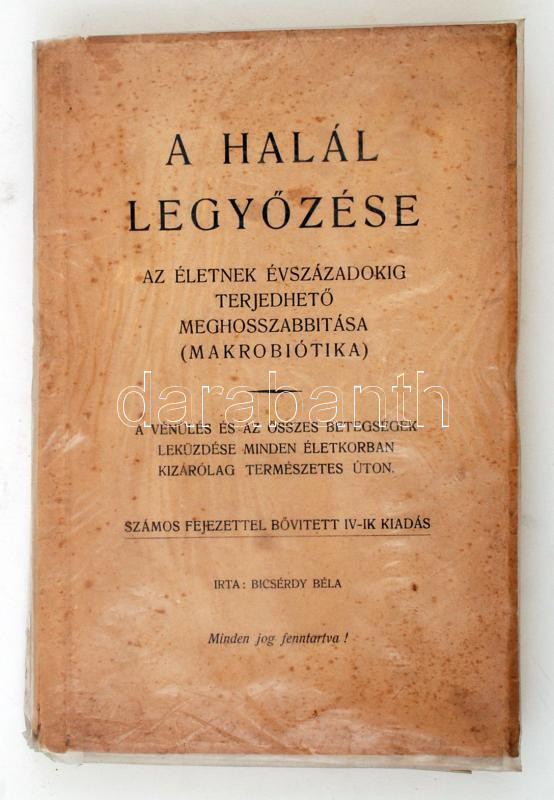 A HALÁL
LEGYŐZÉSE
AZ ÉLETNEK ÉVSZÁZADOKIG
TERJEDHETŐ
MEGHOSSZABBITÁSA
(MAKROBIÓTIKA)
darabanth
A VÉNÜLÉS ÉS AZ ÖSSZES BETEGSÉGEK
LEKÜZDÉSE MINDEN ÉLETKORBAN
KIZÁRÓLAG TERMÉSZETES ÚTON.
SZÁMOS FEJEZETTEL BŐVITETT IV-IK KIADÁS
IRTA: BICSÉRDY BÉLA
Minden jog fenntartva!